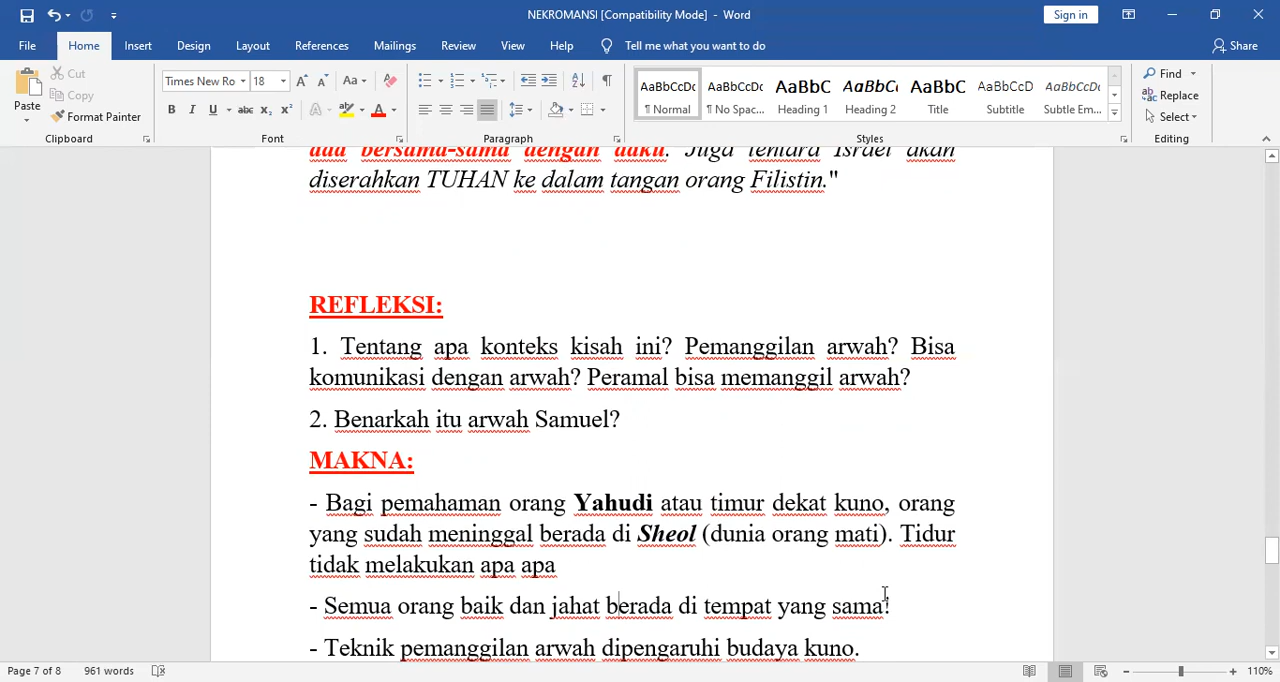 NEKROMANSI [Compatibility Mode] - Word
Sign in
File Home Insert Design Layout References Mailings Review View Help Tell me what you want to do Share
Paste
Cut
Copy
Format Painter
Clipboard
Times New Ro 18
Font
Paragraph
AaBbCcDc AaBbCcDc AaBbC AaBbCc AaBbC AaBbCcD AaBbCcDc
¶ Normal ¶ No Spac... Heading 1 Heading 2 Title Subtitle Subtle Em...
Styles
Find
Replace
Select
Editing
ada bersama-sama dengan daku. Juga tentara Israel akan
diserahkan TUHAN ke dalam tangan orang Filistin."
REFLEKSI:
1. Tentang apa konteks kisah ini? Pemanggilan arwah? Bisa
komunikasi dengan arwah? Peramal bisa memanggil arwah?
2. Benarkah itu arwah Samuel?
MAKNA:
- Bagi pemahaman orang Yahudi atau timur dekat kuno, orang
yang sudah meninggal berada di Sheol (dunia orang mati). Tidur
tidak melakukan apa apa
- Semua orang baik dan jahat berada di tempat yang sama!
- Teknik pemanggilan arwah dipengaruhi budaya kuno.
Page 7 of 8 961 words 110%